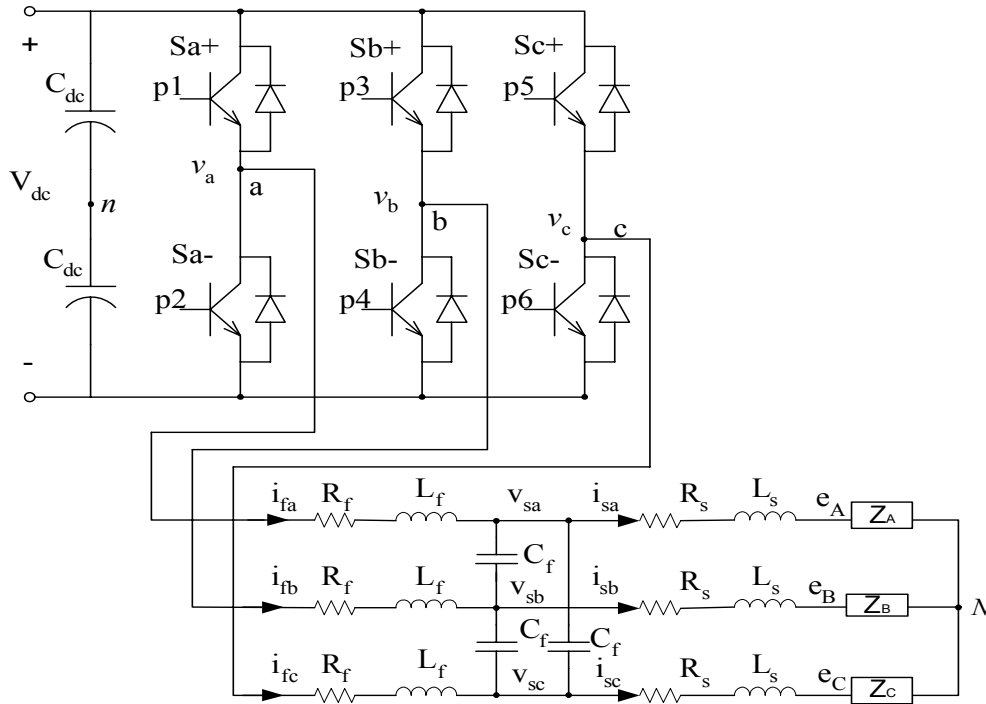 +
C_dc
V_dc
n
C_dc
-
Sa+
p1
v_a
a
Sa-
p2
Sb+
p3
v_b
b
Sb-
p4
Sc+
p5
v_c
c
Sc-
p6
i_fa R_f L_f v_sa i_sa R_s L_s e_A Z_A
C_f
i_fb R_f L_f v_sb i_sb R_s L_s e_B Z_B
C_f C_f
i_fc R_f L_f v_sc i_sc R_s L_s e_C Z_C